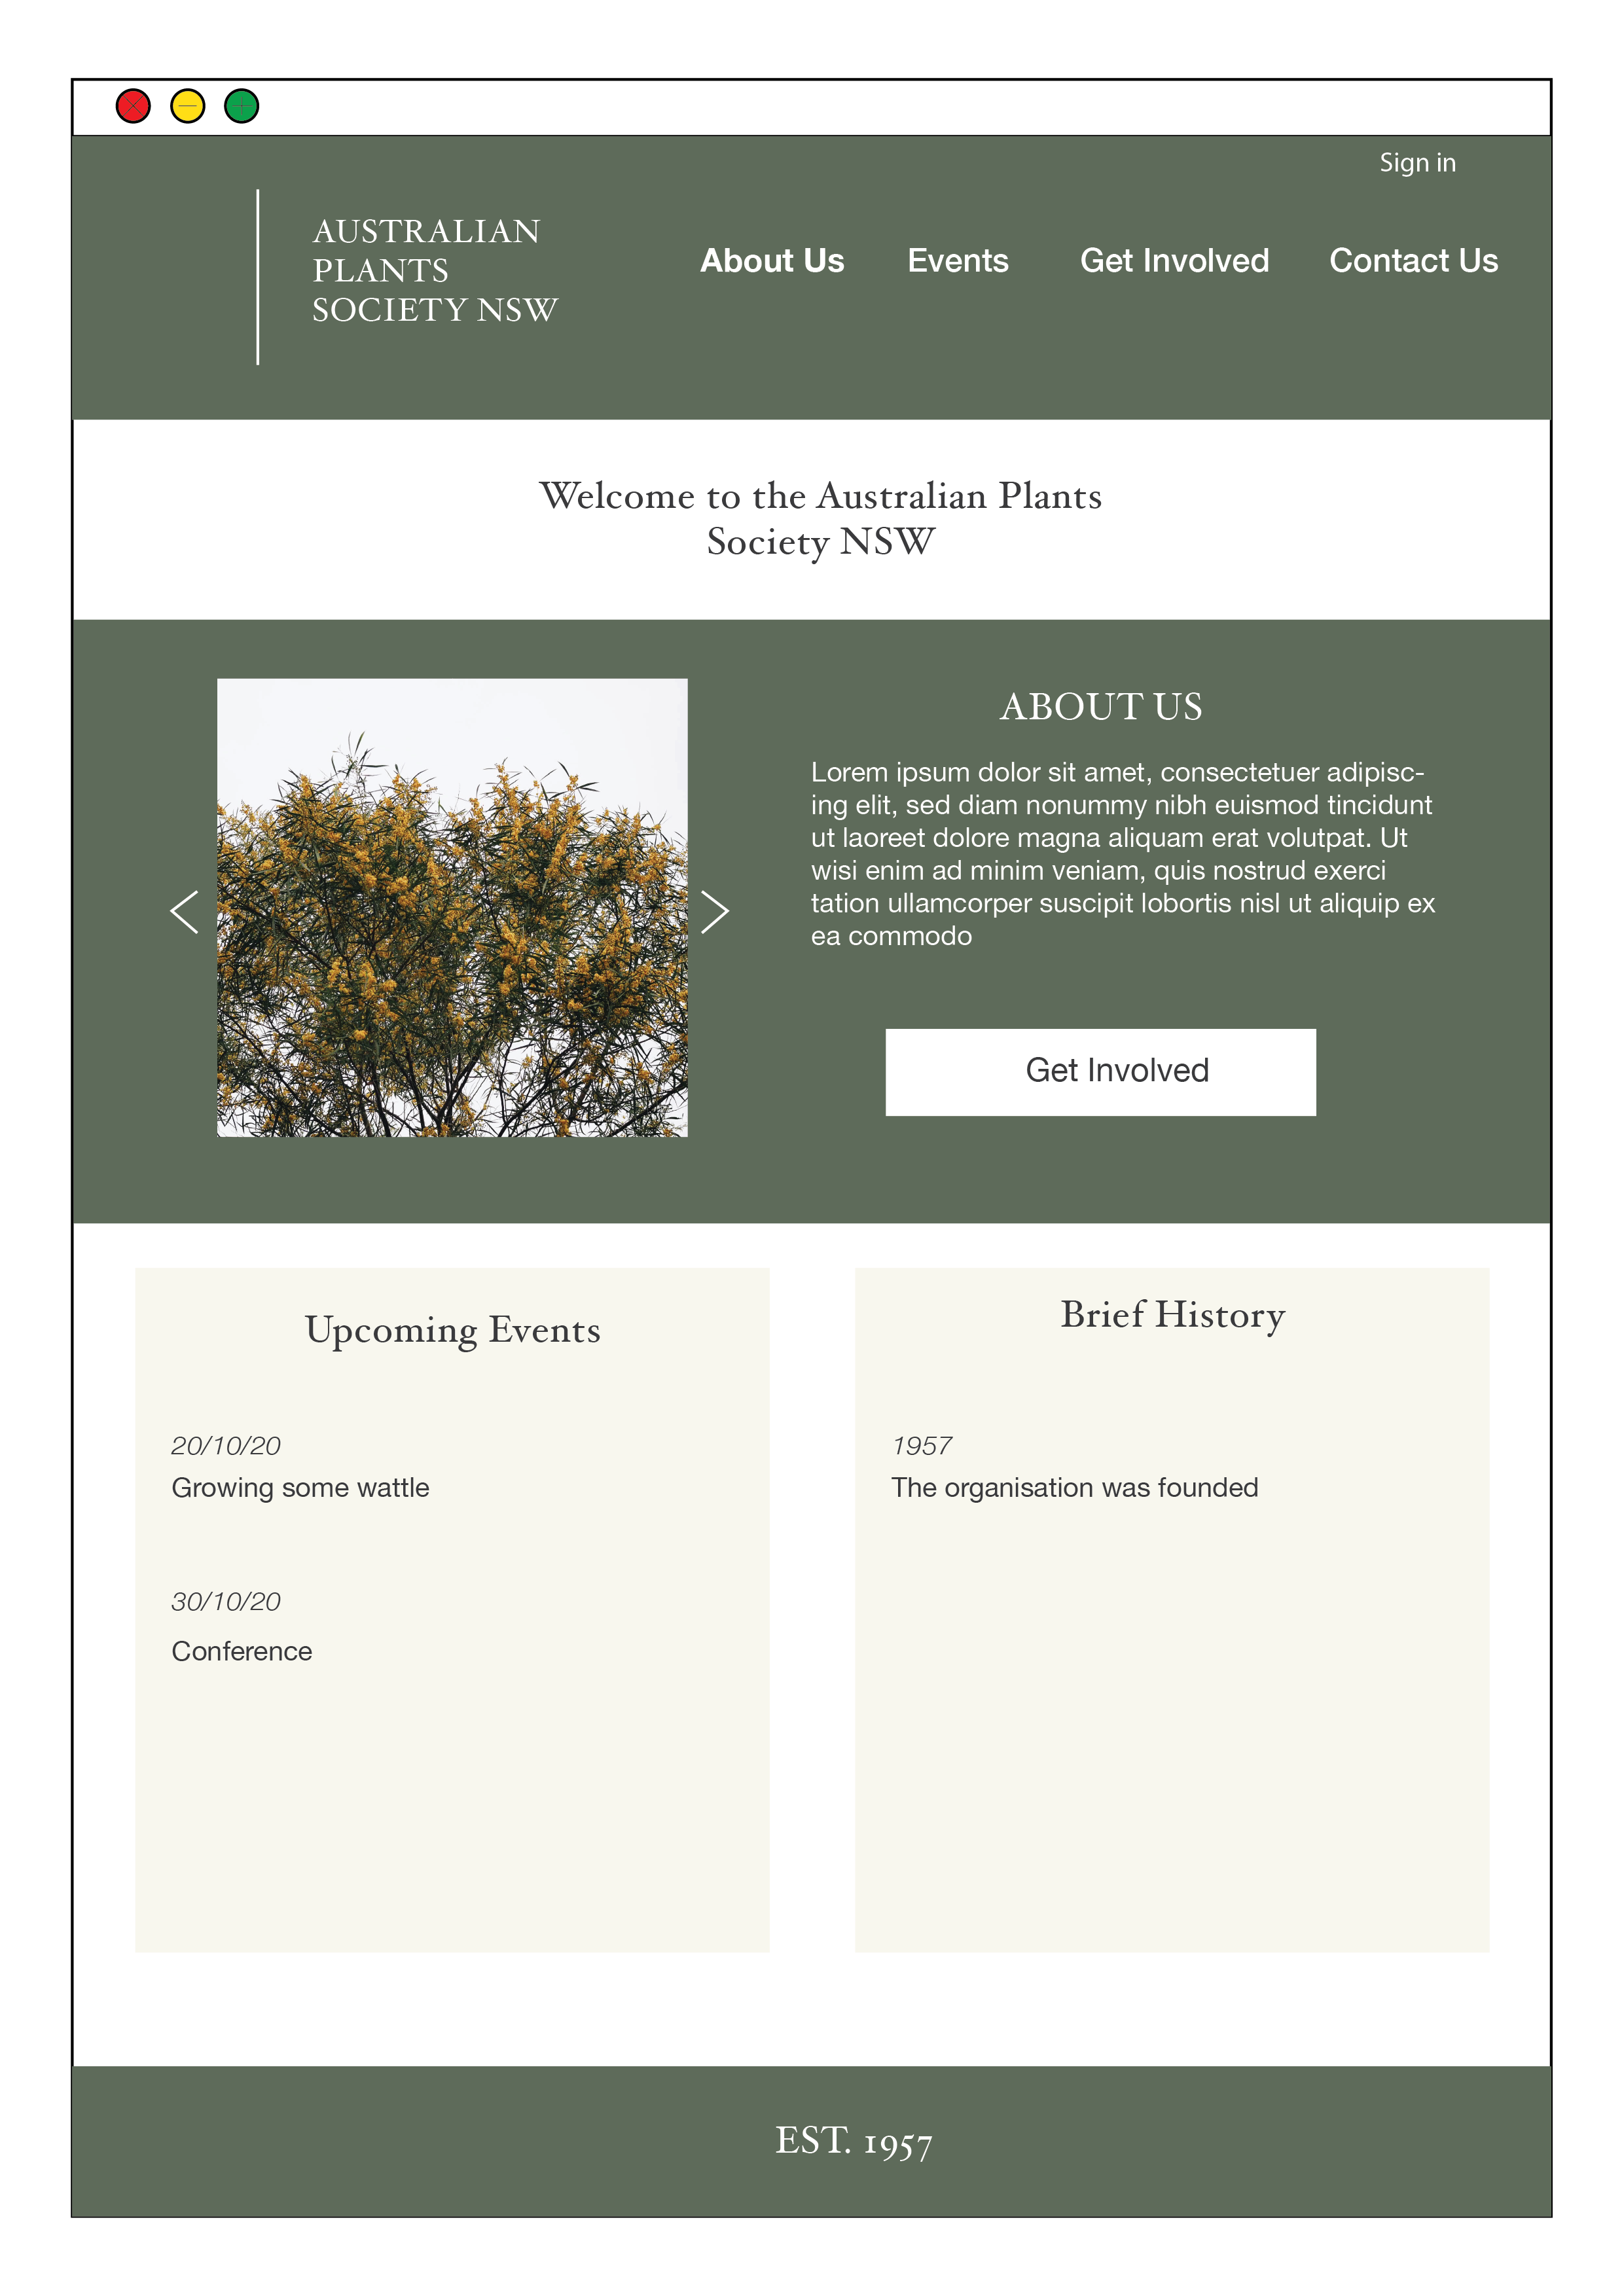 Sign in
AUSTRALIAN
PLANTS
SOCIETY NSW
About Us
Events
Get Involved
Contact Us
Welcome to the Australian Plants
Society NSW
ABOUT US
Lorem ipsum dolor sit amet, consectetuer adipisc-
ing elit, sed diam nonummy nibh euismod tincidunt
ut laoreet dolore magna aliquam erat volutpat. Ut
wisi enim ad minim veniam, quis nostrud exerci
tation ullamcorper suscipit lobortis nisl ut aliquip ex
ea commodo
Get Involved
Upcoming Events
20/10/20
Growing some wattle
30/10/20
Conference
Brief History
1957
The organisation was founded
EST. 1957